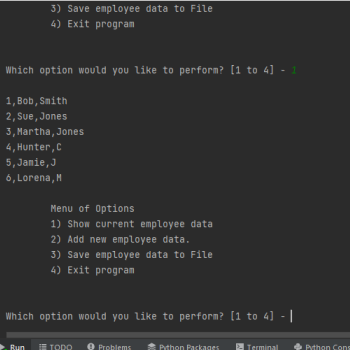 3) Save employee data to File
4) Exit program
Which option would you like to perform? [1 to 4] - 1
1,Bob,Smith
2,Sue,Jones
3,Martha,Jones
4,Hunter,C
5,Jamie,J
6,Lorena,M
Menu of Options
1) Show current employee data
2) Add new employee data.
3) Save employee data to File
4) Exit program
Which option would you like to perform? [1 to 4] -
Run TODO Problems Python Packages Terminal Python Cons